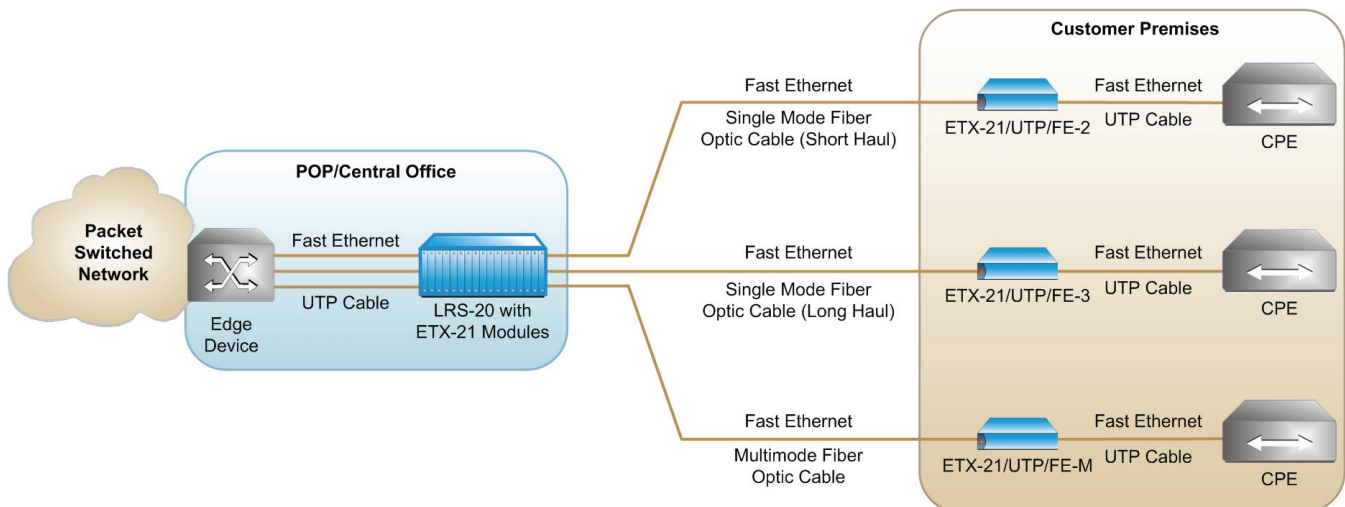 Customer Premises
Fast Ethernet
Single Mode Fiber
Optic Cable (Short Haul)
ETX-21/UTP/FE-2
Fast Ethernet
UTP Cable
CPE
POP/Central Office
Packet
Switched
Network
Edge
Device
Fast Ethernet
UTP Cable
LRS-20 with
ETX-21 Modules
Fast Ethernet
Single Mode Fiber
Optic Cable (Long Haul)
ETX-21/UTP/FE-3
Fast Ethernet
UTP Cable
CPE
Fast Ethernet
Multimode Fiber
Optic Cable
ETX-21/UTP/FE-M
Fast Ethernet
UTP Cable
CPE